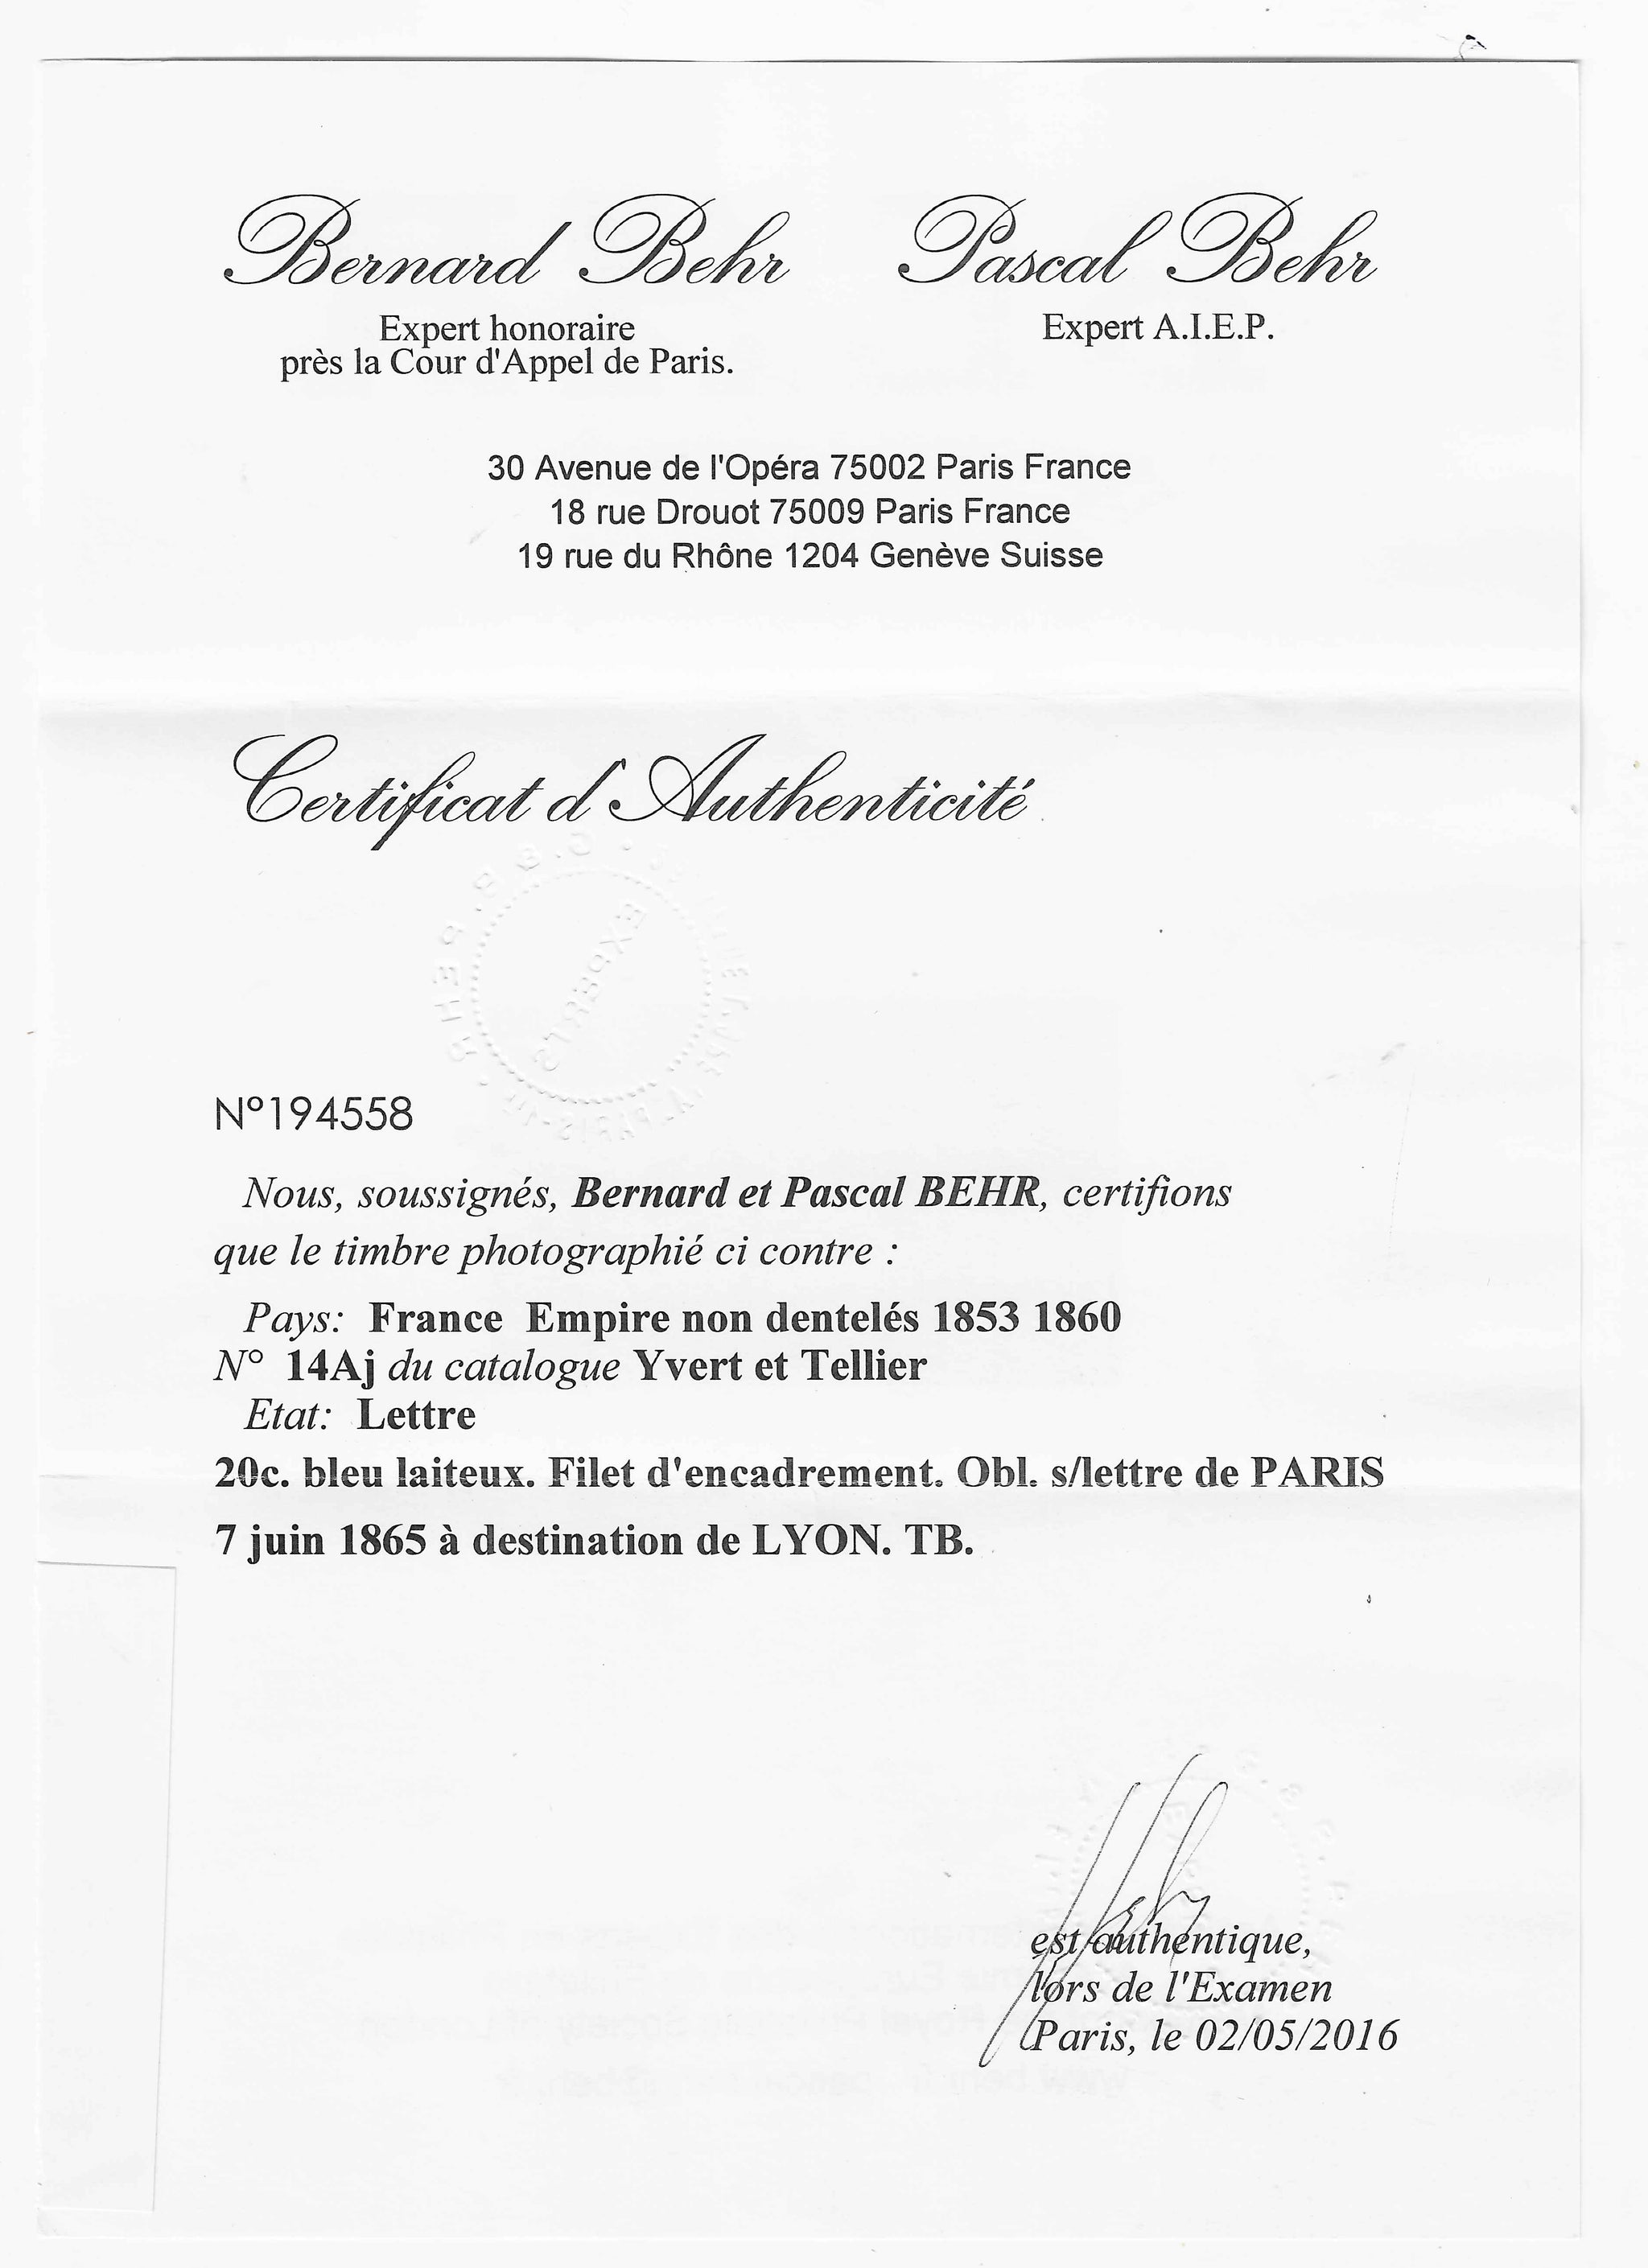 Bernard Behr
Pascal Behr
Expert honoraire
près la Cour d'Appel de Paris.
Expert A.I.E.P.
30 Avenue de l'Opéra 75002 Paris France
18 rue Drouot 75009 Paris France
19 rue du Rhône 1204 Genève Suisse
Certificat d'Authenticité
EXPERTS
N°194558
Nous, soussignés, Bernard et Pascal BEHR, certifions
que le timbre photographié ci contre :
Pays: France Empire non dentelés 1853 1860
N° 14Aj du catalogue Yvert et Tellier
Etat: Lettre
20c. bleu laiteux. Filet d'encadrement. Obl. s/lettre de PARIS
7 juin 1865 à destination de LYON. TB.
est authentique,
lors de l'Examen
Paris, le 02/05/2016